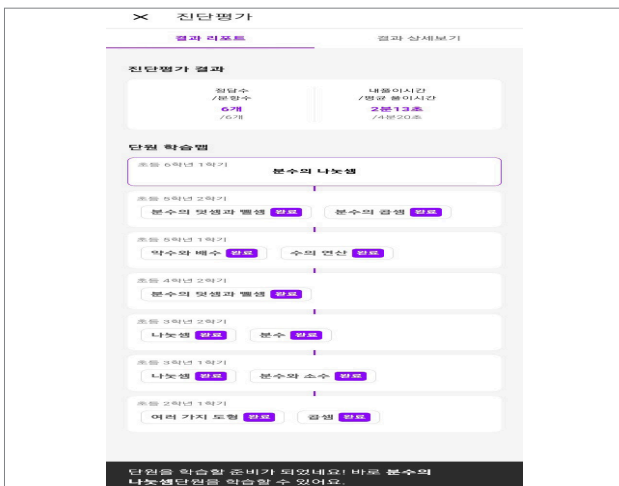 ✕ 진단평가
결과 리포트 결과 상세보기
진단평가 결과
정답수 내풀이시간
/문항수 /평균 풀이시간
6개 2분13초
/6개 /4분20초
단원 학습맵
초등 6학년 1학기
분수의 나눗셈
초등 5학년 2학기
분수의 덧셈과 뺄셈 완료 분수의 곱셈 완료
초등 5학년 1학기
약수와 배수 완료 수의 연산 완료
초등 4학년 2학기
분수의 덧셈과 뺄셈 완료
초등 3학년 2학기
나눗셈 완료 분수 완료
초등 3학년 1학기
나눗셈 완료 분수와 소수 완료
초등 2학년 1학기
여러 가지 도형 완료 곱셈 완료
단원을 학습할 준비가 되었네요! 바로 분수의
나눗셈단원을 학습할 수 있어요.